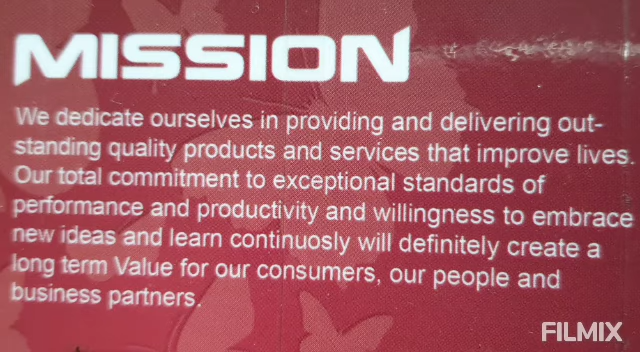 MISSION
We dedicate ourselves in providing and delivering out-
standing quality products and services that improve lives.
Our total commitment to exceptional standards of
performance and productivity and willingness to embrace
new ideas and learn continuosly will definitely create a
long term Value for our consumers, our people and
business partners.
FILMIX